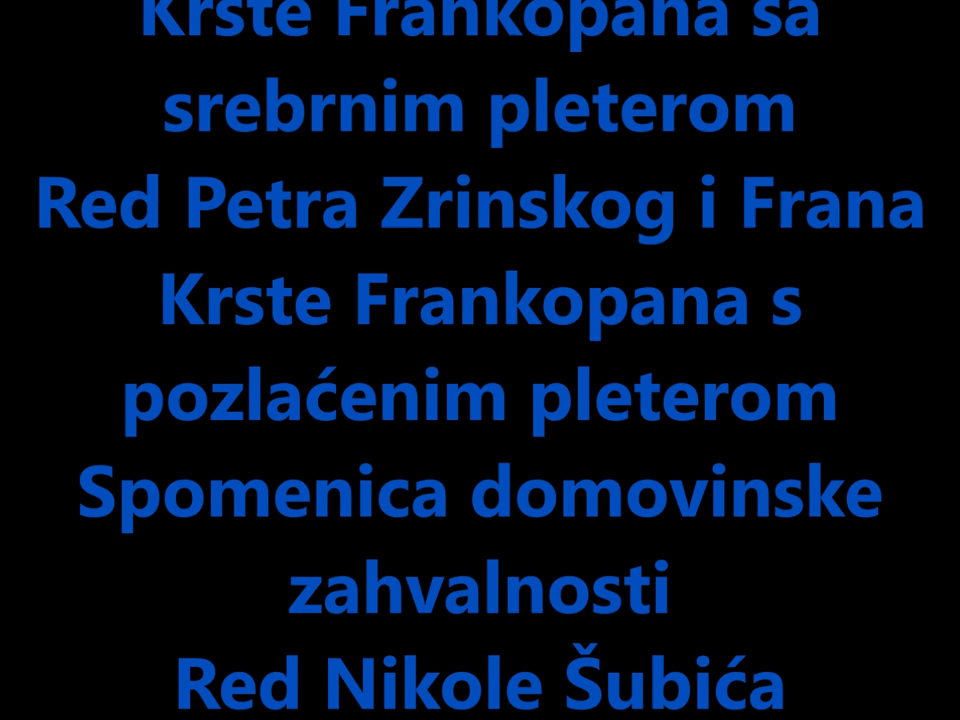 Krste Frankopana sa
srebrnim pleterom
Red Petra Zrinskog i Frana
Krste Frankopana s
pozlaćenim pleterom
Spomenica domovinske
zahvalnosti
Red Nikole Šubića